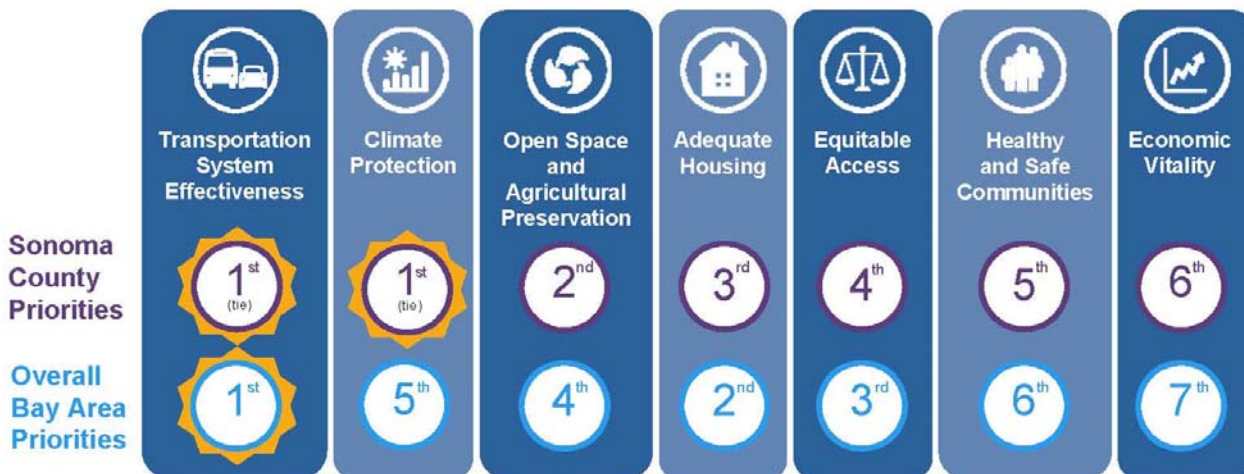 Transportation
System
Effectiveness
Climate
Protection
Open Space
and
Agricultural
Preservation
Adequate
Housing
Equitable
Access
Healthy
and Safe
Communities
Economic
Vitality
Sonoma
County
Priorities
1st
(tie)
1st
(tie)
2nd
3rd
4th
5th
6th
Overall
Bay Area
Priorities
1st
5th
4th
2nd
3rd
6th
7th